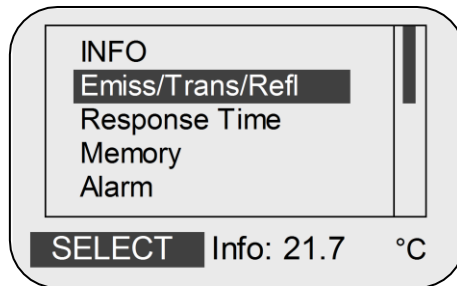 INFO
Emiss/Trans/Refl
Response Time
Memory
Alarm
SELECT Info: 21.7 °C